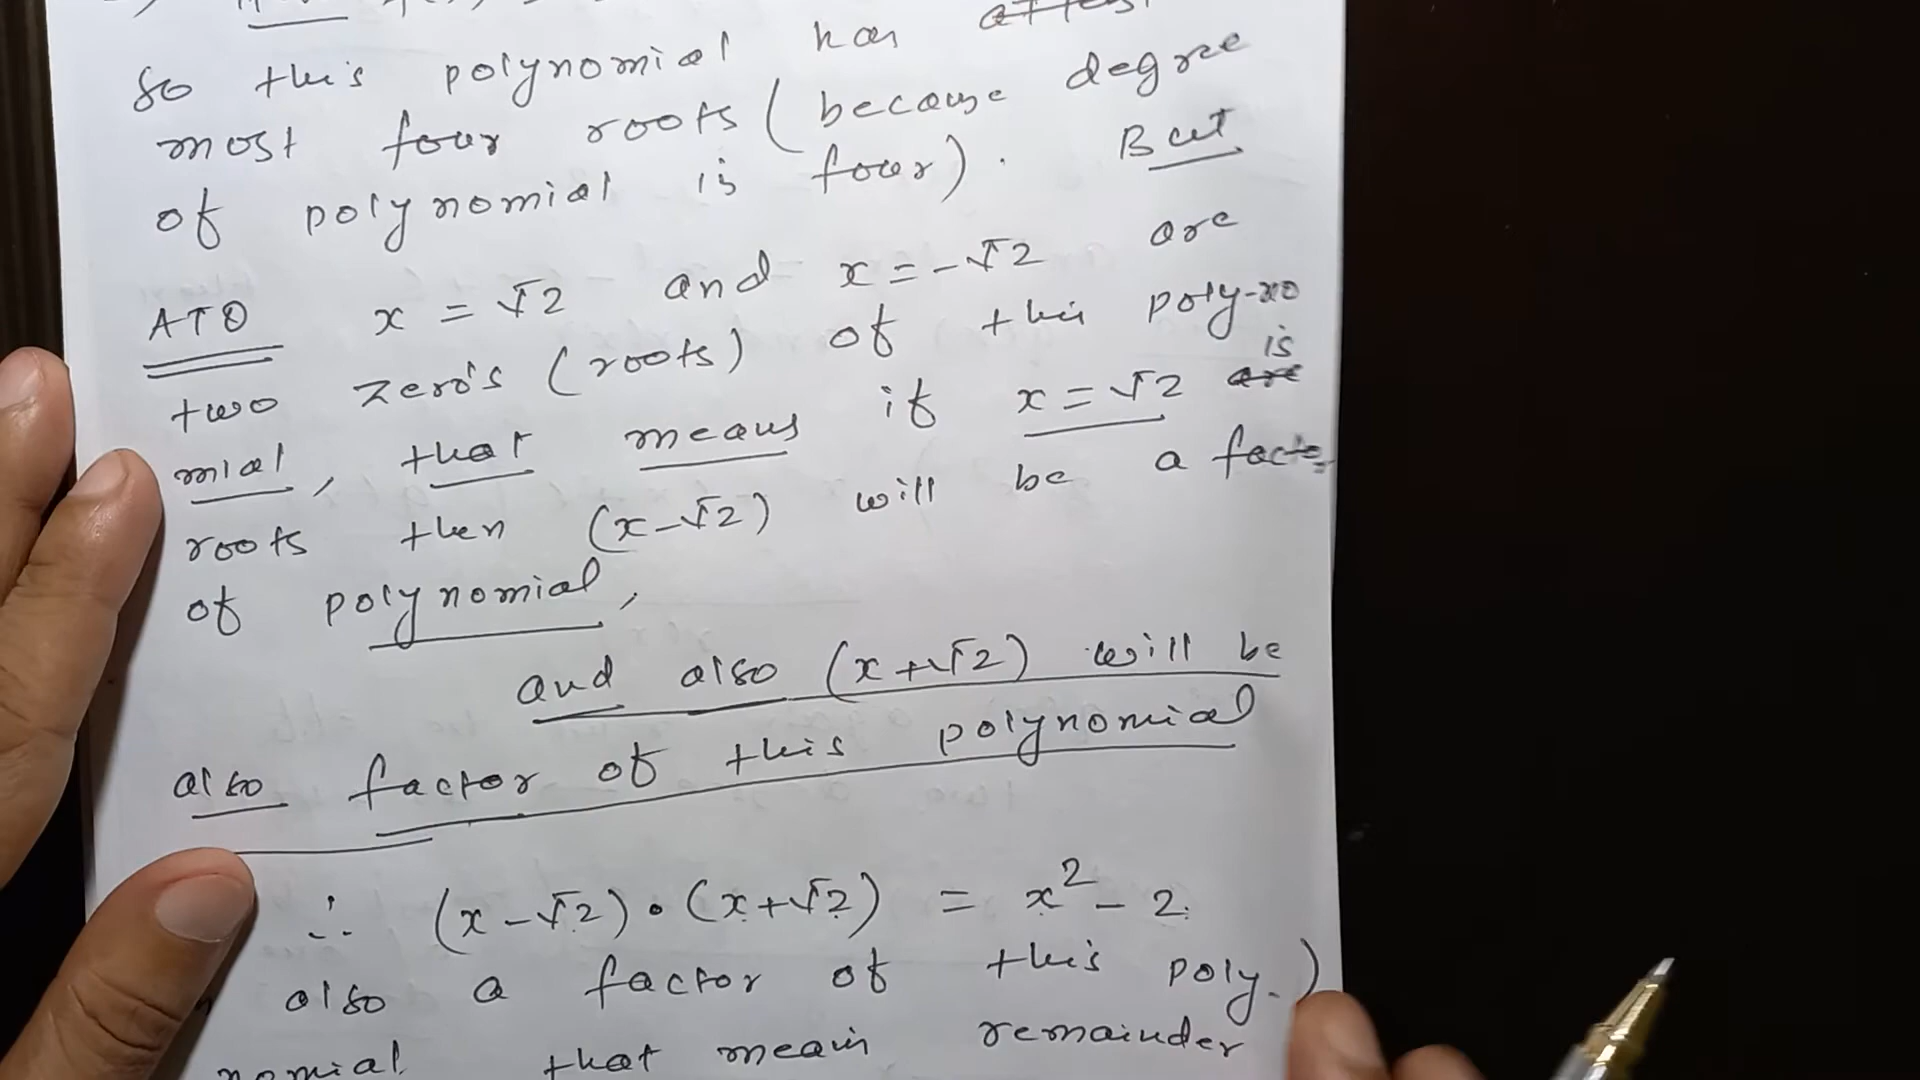 So this polynomial has
most four roots (because degree
of polynomial is four). But
ATQ x = √2 and x = -√2 are
two zero's (roots) of this poly-no
mial, that means if x = √2 is
roots then (x-√2) will be a facto
of polynomial,
and also (x+√2) will be
also factor of this polynomial
∴ (x-√2)·(x+√2) = x² - 2.
also a factor of this poly-
nomial that mean remainder